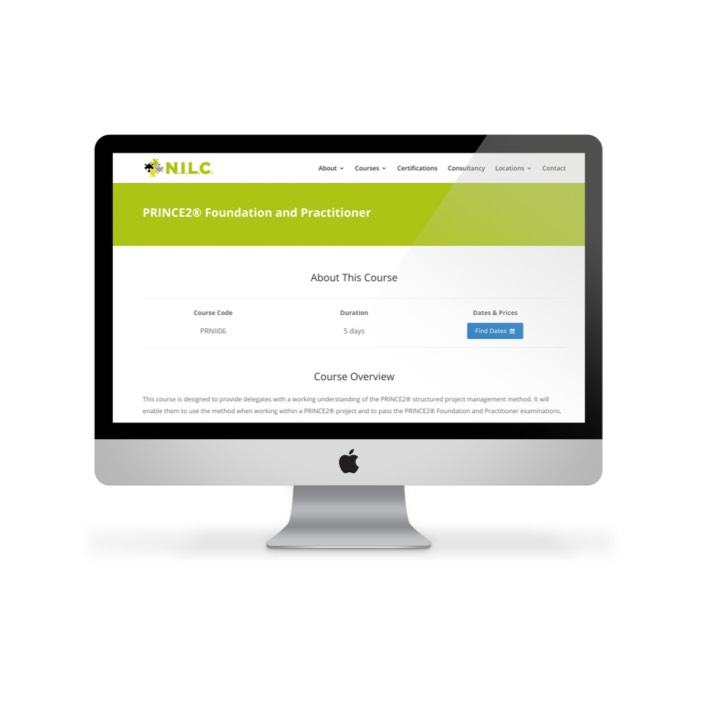 N.I.L.C.
About Courses Certifications Consultancy Locations Contact
PRINCE2® Foundation and Practitioner
About This Course
Course Code Duration Dates & Prices
PRNII06 5 days Find Dates
Course Overview
This course is designed to provide delegates with a working understanding of the PRINCE2® structured project management method. It will
enable them to use the method when working within a PRINCE2® project and to pass the PRINCE2® Foundation and Practitioner examinations.